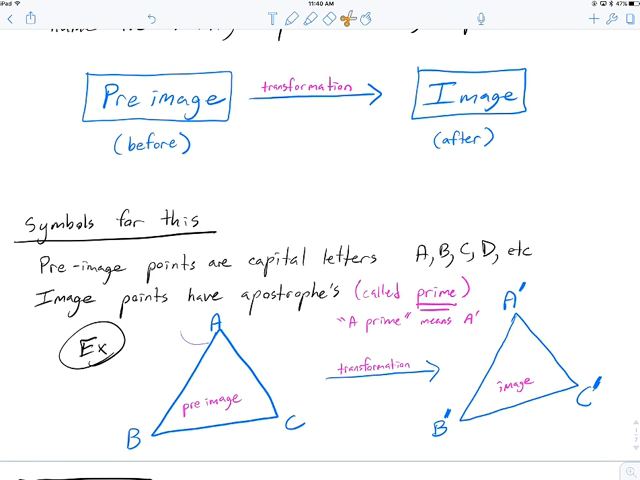 iPad
11:40 AM
47%
T
Pre image
transformation
Image
(before)
(after)
Symbols for this
Pre-image points are capital letters A, B, C, D, etc
Image points have apostrophe's (called prime)
"A prime" means A'
Ex
A
A'
transformation
pre image
image
B
C
B'
C'